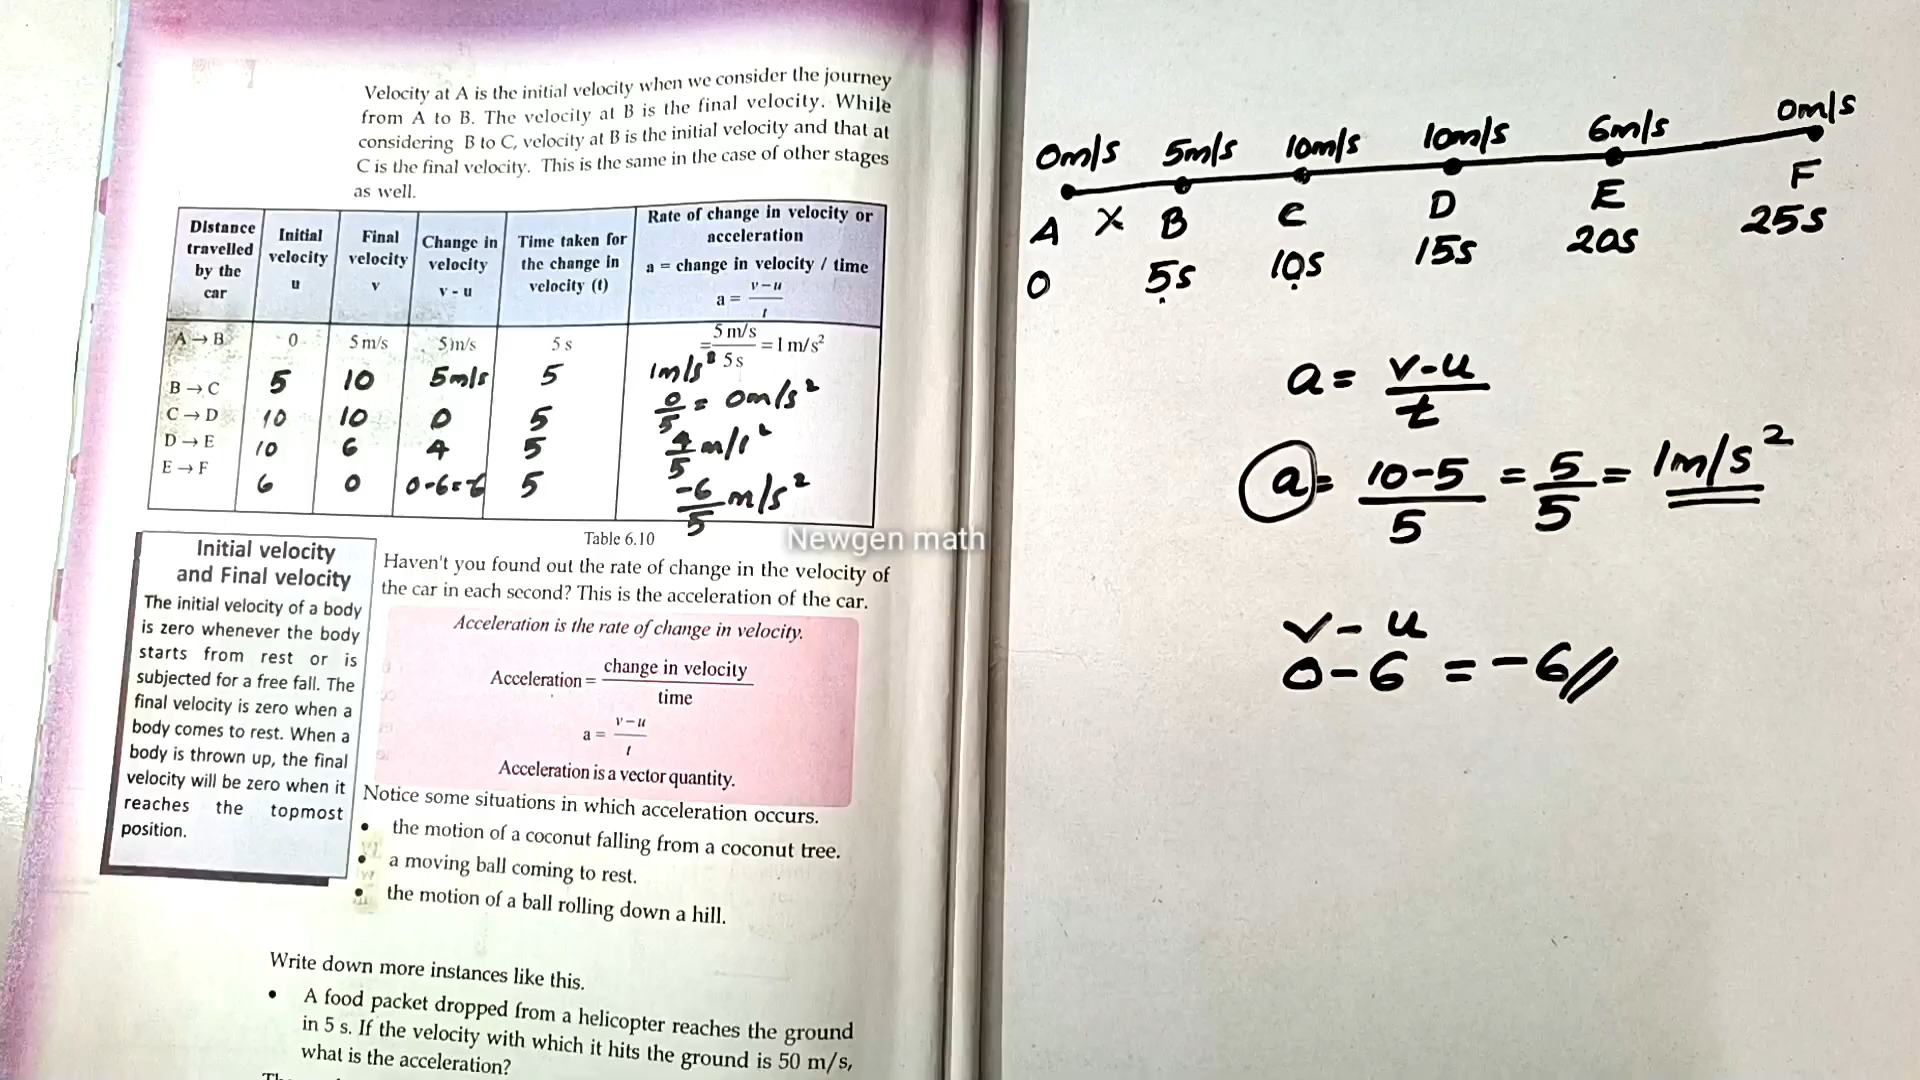 Velocity at A is the initial velocity when we consider the journey
from A to B. The velocity at B is the final velocity. While
considering B to C, velocity at B is the initial velocity and that at
C is the final velocity. This is the same in the case of other stages
as well.
Distance travelled by the car | Initial velocity u | Final velocity v | Change in velocity v - u | Time taken for the change in velocity (t) | Rate of change in velocity or acceleration a = change in velocity / time a = v-u / t
A → B 0 5 m/s 5 m/s 5 s = 5 m/s / 5 s = 1 m/s²
B → C 5 10 5m/s 5 1m/s²
C → D 10 10 0 5 0/5 = 0m/s²
D → E 10 6 4 5 4/5 m/s²
E → F 6 0 0-6=-6 5 -6/5 m/s²
Table 6.10
Newgen math
Initial velocity
and Final velocity
The initial velocity of a body
is zero whenever the body
starts from rest or is
subjected for a free fall. The
final velocity is zero when a
body comes to rest. When a
body is thrown up, the final
velocity will be zero when it
reaches the topmost
position.
Haven't you found out the rate of change in the velocity of
the car in each second? This is the acceleration of the car.
Acceleration is the rate of change in velocity.
Acceleration = change in velocity / time
a = v-u / t
Acceleration is a vector quantity.
Notice some situations in which acceleration occurs.
• the motion of a coconut falling from a coconut tree.
• a moving ball coming to rest.
• the motion of a ball rolling down a hill.
Write down more instances like this.
• A food packet dropped from a helicopter reaches the ground
in 5 s. If the velocity with which it hits the ground is 50 m/s,
what is the acceleration?
0m/s 5m/s 10m/s 10m/s 6m/s 0m/s
A X B C D E F
0 5s 10s 15s 20s 25s
a = v-u / t
a = 10-5 / 5 = 5/5 = 1m/s²
v - u
0-6 = -6//